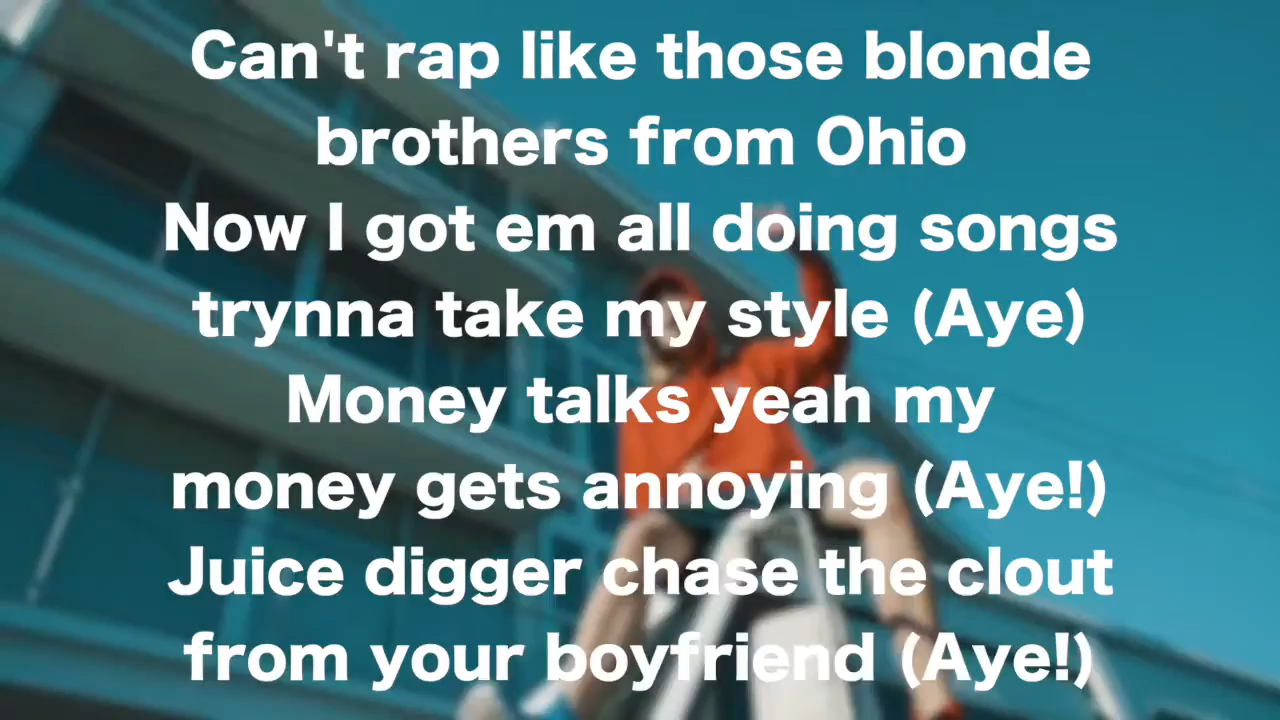 Can't rap like those blonde
brothers from Ohio
Now I got em all doing songs
trynna take my style (Aye)
Money talks yeah my
money gets annoying (Aye!)
Juice digger chase the clout
from your boyfriend (Aye!)